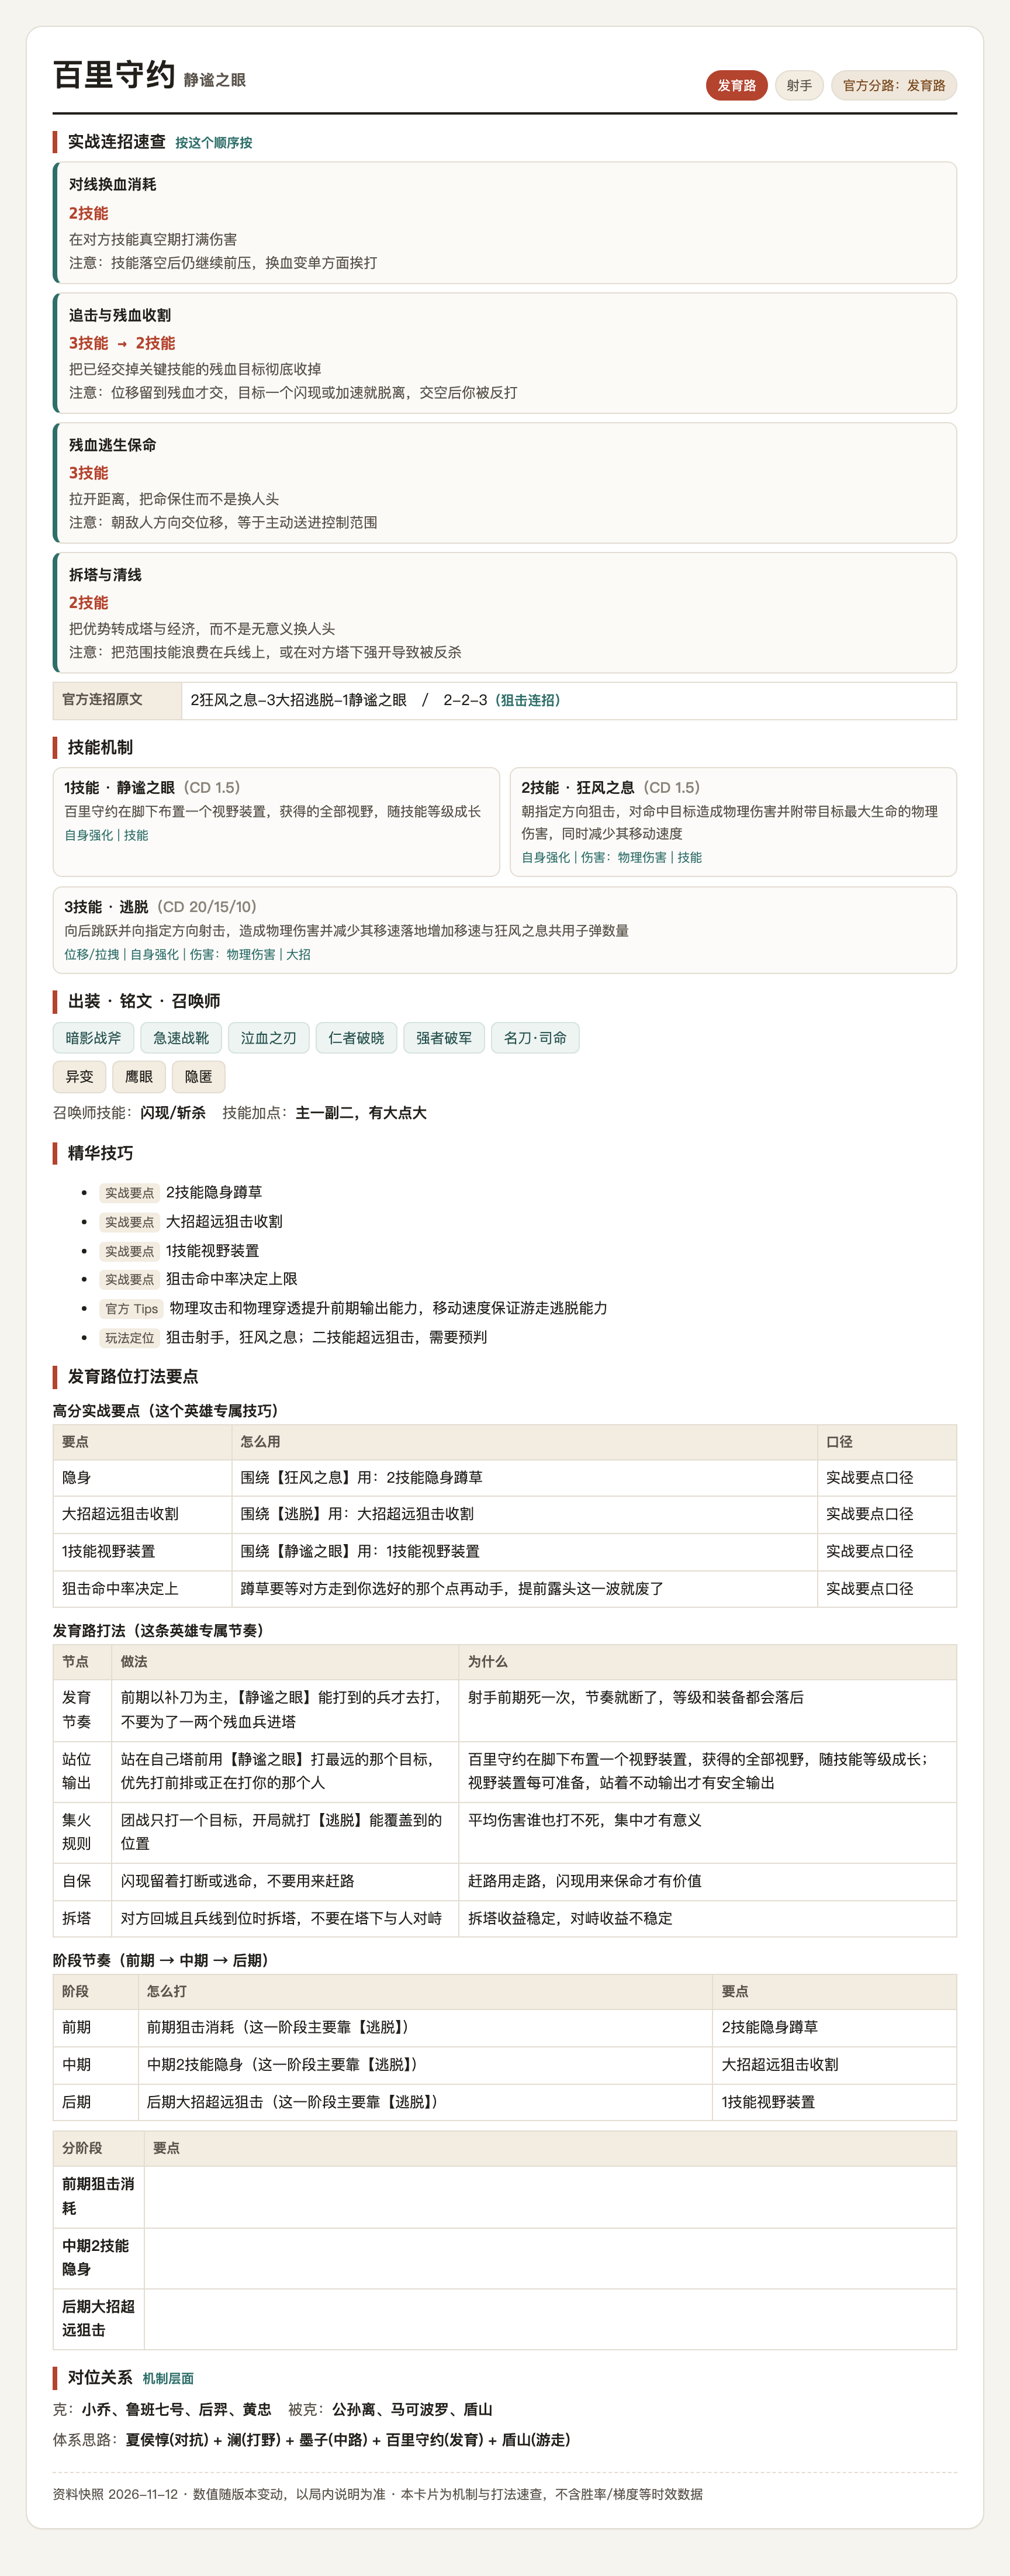 百里守约 静谧之眼
发育路 射手 官方分路：发育路
实战连招速查 按这个顺序按
对线换血消耗
2技能
在对方技能真空期打满伤害
注意：技能落空后仍继续前压，换血变单方面挨打
追击与残血收割
3技能 → 2技能
把已经交掉关键技能的残血目标彻底收掉
注意：位移留到残血才交，目标一个闪现或加速就脱离，交空后你被反打
残血逃生保命
3技能
拉开距离，把命保住而不是换人头
注意：朝敌人方向交位移，等于主动送进控制范围
拆塔与清线
2技能
把优势转成塔与经济，而不是无意义换人头
注意：把范围技能浪费在兵线上，或在对方塔下强开导致被反杀
官方连招原文 2狂风之息-3大招逃脱-1静谧之眼 / 2-2-3（狙击连招）
技能机制
1技能 · 静谧之眼（CD 1.5）
百里守约在脚下布置一个视野装置，获得的全部视野，随技能等级成长
自身强化 | 技能
2技能 · 狂风之息（CD 1.5）
朝指定方向狙击，对命中目标造成物理伤害并附带目标最大生命的物理
伤害，同时减少其移动速度
自身强化 | 伤害：物理伤害 | 技能
3技能 · 逃脱（CD 20/15/10）
向后跳跃并向指定方向射击，造成物理伤害并减少其移速落地增加移速与狂风之息共用子弹数量
位移/拉拽 | 自身强化 | 伤害：物理伤害 | 大招
出装 · 铭文 · 召唤师
暗影战斧 急速战靴 泣血之刃 仁者破晓 强者破军 名刀·司命
异变 鹰眼 隐匿
召唤师技能：闪现/斩杀 技能加点：主一副二，有大点大
精华技巧
• 实战要点 2技能隐身蹲草
• 实战要点 大招超远狙击收割
• 实战要点 1技能视野装置
• 实战要点 狙击命中率决定上限
• 官方 Tips 物理攻击和物理穿透提升前期输出能力，移动速度保证游走逃脱能力
• 玩法定位 狙击射手，狂风之息；二技能超远狙击，需要预判
发育路位打法要点
高分实战要点（这个英雄专属技巧）
要点 怎么用 口径
隐身 围绕【狂风之息】用：2技能隐身蹲草 实战要点口径
大招超远狙击收割 围绕【逃脱】用：大招超远狙击收割 实战要点口径
1技能视野装置 围绕【静谧之眼】用：1技能视野装置 实战要点口径
狙击命中率决定上 蹲草要等对方走到你选好的那个点再动手，提前露头这一波就废了 实战要点口径
发育路打法（这条英雄专属节奏）
节点 做法 为什么
发育
节奏
前期以补刀为主，【静谧之眼】能打到的兵才去打，
不要为了一两个残血兵进塔
射手前期死一次，节奏就断了，等级和装备都会落后
站位
输出
站在自己塔前用【静谧之眼】打最远的那个目标，
优先打前排或正在打你的那个人
百里守约在脚下布置一个视野装置，获得的全部视野，随技能等级成长；
视野装置每可准备，站着不动输出才有安全输出
集火
规则
团战只打一个目标，开局就打【逃脱】能覆盖到的
位置
平均伤害谁也打不死，集中才有意义
自保 闪现留着打断或逃命，不要用来赶路 赶路用走路，闪现用来保命才有价值
拆塔 对方回城且兵线到位时拆塔，不要在塔下与人对峙 拆塔收益稳定，对峙收益不稳定
阶段节奏（前期 → 中期 → 后期）
阶段 怎么打 要点
前期 前期狙击消耗（这一阶段主要靠【逃脱】） 2技能隐身蹲草
中期 中期2技能隐身（这一阶段主要靠【逃脱】） 大招超远狙击收割
后期 后期大招超远狙击（这一阶段主要靠【逃脱】） 1技能视野装置
分阶段 要点
前期狙击消
耗
中期2技能
隐身
后期大招超
远狙击
对位关系 机制层面
克：小乔、鲁班七号、后羿、黄忠 被克：公孙离、马可波罗、盾山
体系思路：夏侯惇(对抗) + 澜(打野) + 墨子(中路) + 百里守约(发育) + 盾山(游走)
资料快照 2026-11-12 · 数值随版本变动，以局内说明为准 · 本卡片为机制与打法速查，不含胜率/梯度等时效数据